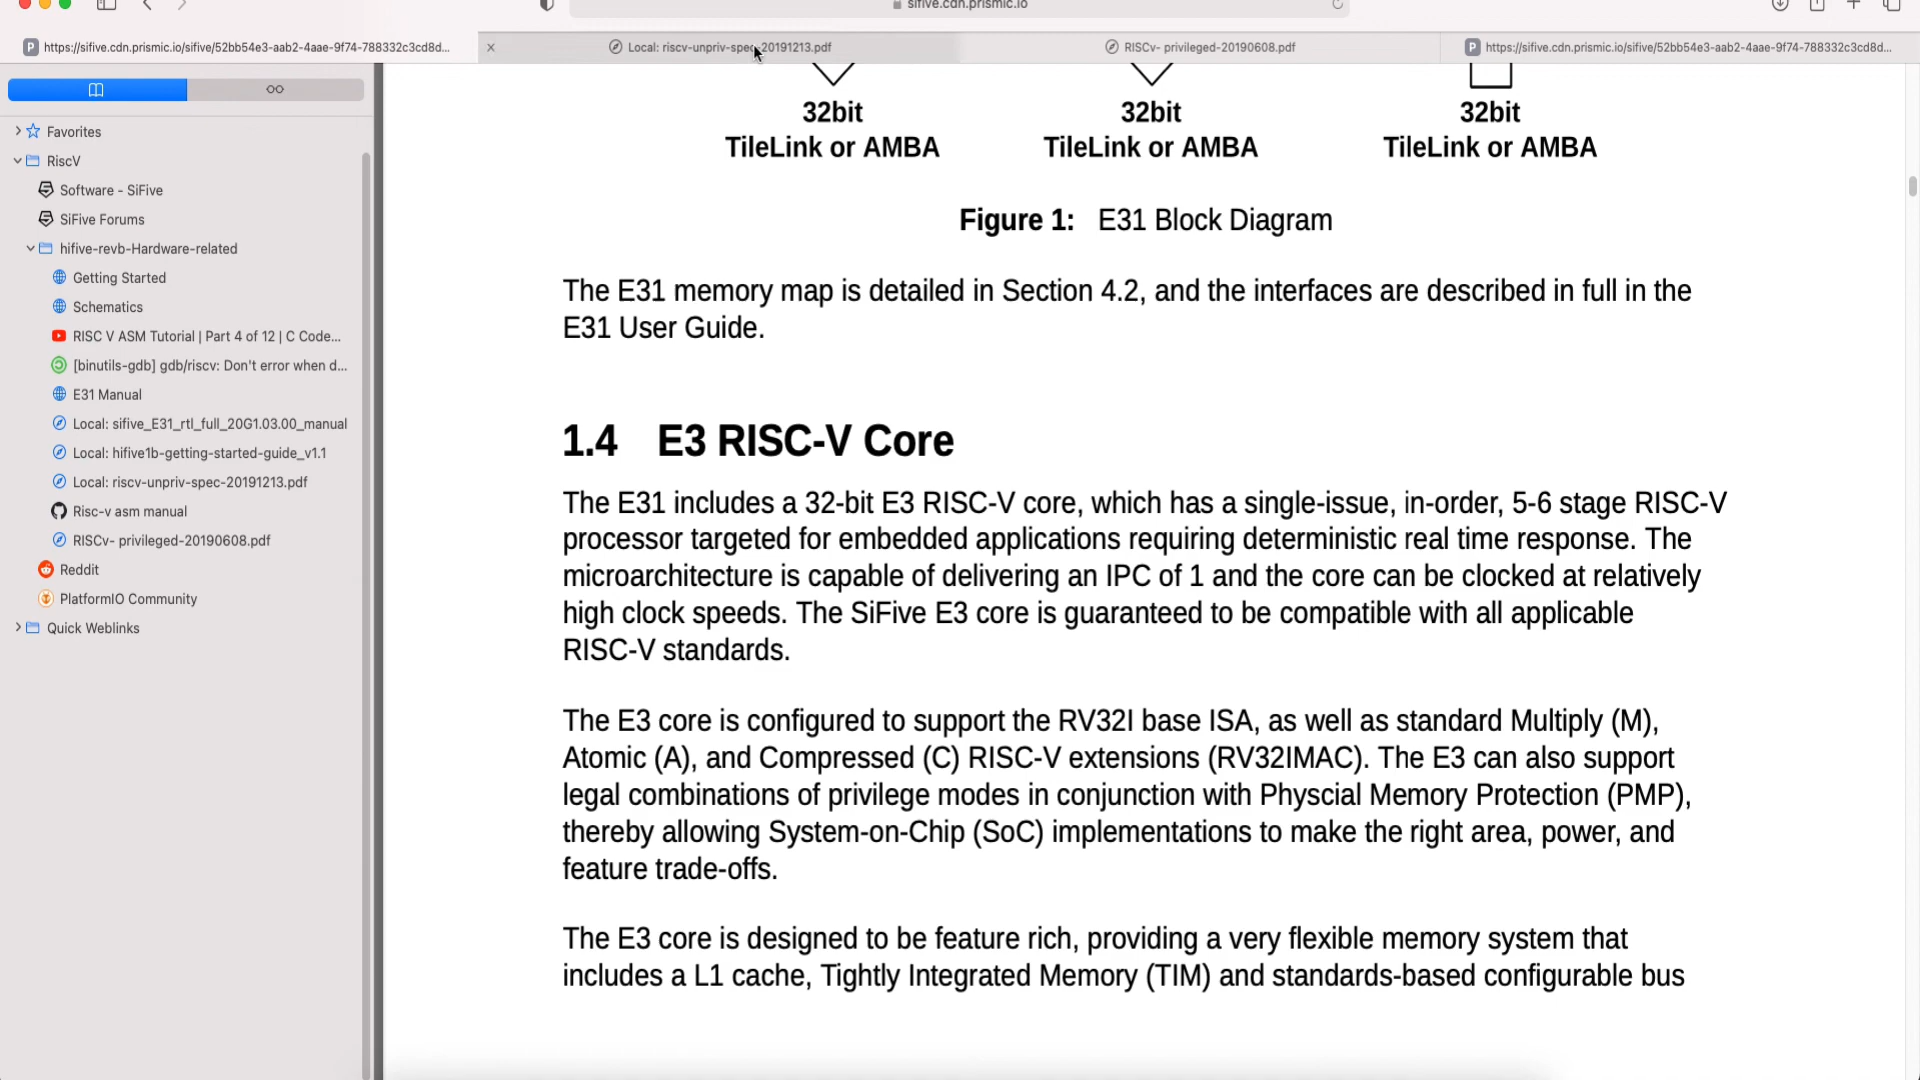 sifive.cdn.prismic.io
https://sifive.cdn.prismic.io/sifive/52bb54e3-aab2-4aae-9f74-788332c3cd8d...
Local: riscv-unpriv-spec-20191213.pdf
RISCv- privileged-20190608.pdf
https://sifive.cdn.prismic.io/sifive/52bb54e3-aab2-4aae-9f74-788332c3cd8d...
Favorites
RiscV
Software - SiFive
SiFive Forums
hifive-revb-Hardware-related
Getting Started
Schematics
RISC V ASM Tutorial | Part 4 of 12 | C Code...
[binutils-gdb] gdb/riscv: Don't error when d...
E31 Manual
Local: sifive_E31_rtl_full_20G1.03.00_manual
Local: hifive1b-getting-started-guide_v1.1
Local: riscv-unpriv-spec-20191213.pdf
Risc-v asm manual
RISCv- privileged-20190608.pdf
Reddit
PlatformIO Community
Quick Weblinks
32bit
TileLink or AMBA
32bit
TileLink or AMBA
32bit
TileLink or AMBA
Figure 1: E31 Block Diagram
The E31 memory map is detailed in Section 4.2, and the interfaces are described in full in the
E31 User Guide.
1.4 E3 RISC-V Core
The E31 includes a 32-bit E3 RISC-V core, which has a single-issue, in-order, 5-6 stage RISC-V
processor targeted for embedded applications requiring deterministic real time response. The
microarchitecture is capable of delivering an IPC of 1 and the core can be clocked at relatively
high clock speeds. The SiFive E3 core is guaranteed to be compatible with all applicable
RISC-V standards.
The E3 core is configured to support the RV32I base ISA, as well as standard Multiply (M),
Atomic (A), and Compressed (C) RISC-V extensions (RV32IMAC). The E3 can also support
legal combinations of privilege modes in conjunction with Physcial Memory Protection (PMP),
thereby allowing System-on-Chip (SoC) implementations to make the right area, power, and
feature trade-offs.
The E3 core is designed to be feature rich, providing a very flexible memory system that
includes a L1 cache, Tightly Integrated Memory (TIM) and standards-based configurable bus